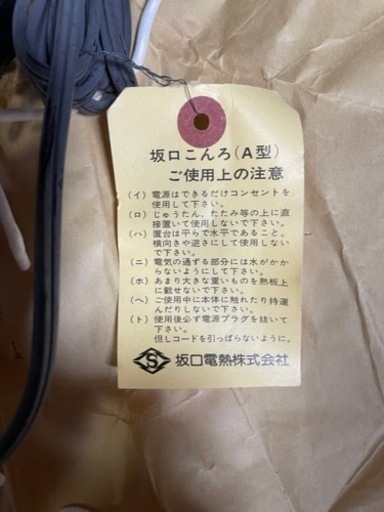 坂口こんろ(A型)
ご使用上の注意
(イ) 電源はできるだけコンセントを
使用して下さい。
(ロ) じゅうたん、たたみ等の上に直
接置いて使用しないで下さい。
(ハ) 置台は平らで水平であること。
横向きや逆さにして使用しない
で下さい。
(ニ) 電気の通ずる部分には水がかか
らないようにして下さい。
(ホ) あまり大きな重いものを熱板上
に載せないで下さい。
(ヘ) ご使用中に本体に触れたり持運
んだりしないで下さい。
(ト) 使用後必ず電源プラグを抜いて
下さい。
但しコードを引っぱらないように。
S 坂口電熱株式会社